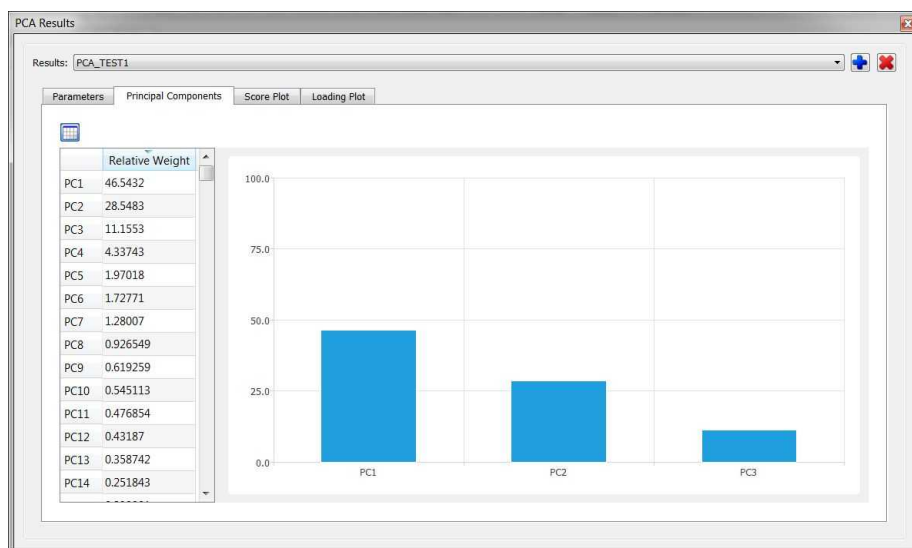 PCA Results
Results: PCA_TEST1
Parameters Principal Components Score Plot Loading Plot
Relative Weight
PC1 46.5432
PC2 28.5483
PC3 11.1553
PC4 4.33743
PC5 1.97018
PC6 1.72771
PC7 1.28007
PC8 0.926549
PC9 0.619259
PC10 0.545113
PC11 0.476854
PC12 0.43187
PC13 0.358742
PC14 0.251843
100.0
75.0
50.0
25.0
0.0
PC1 PC2 PC3